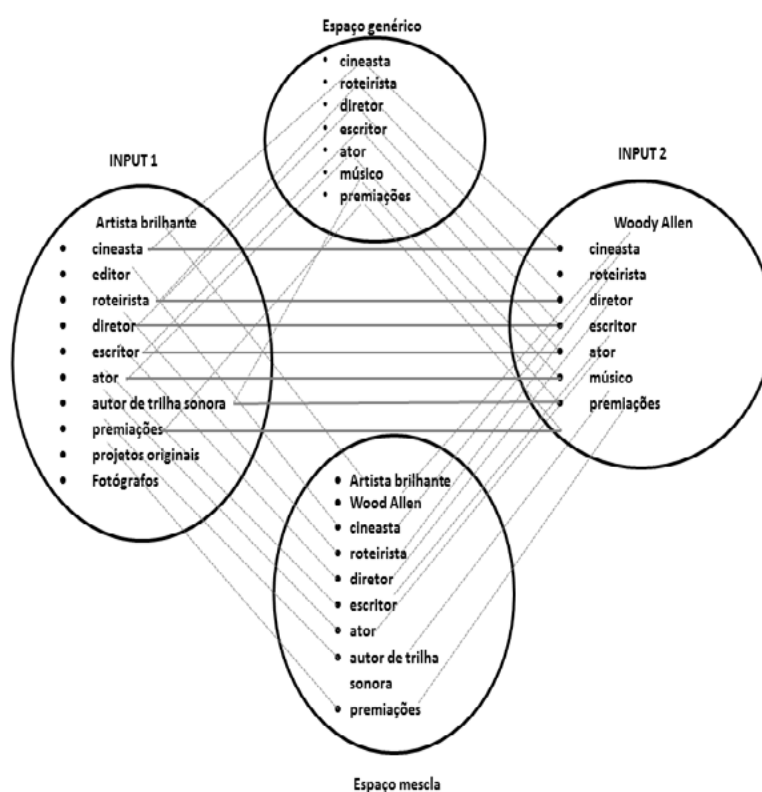 Espaço genérico
• cineasta
• roteirista
• diretor
• escritor
• ator
• músico
• premiações
INPUT 1
Artista brilhante
• cineasta
• editor
• roteirista
• diretor
• escritor
• ator
• autor de trilha sonora
• premiações
• projetos originais
• Fotógrafos
INPUT 2
Woody Allen
• cineasta
• roteirista
• diretor
• escritor
• ator
• músico
• premiações
• Artista brilhante
• Wood Allen
• cineasta
• roteirista
• diretor
• escritor
• ator
• autor de trilha
sonora
• premiações
Espaço mescla